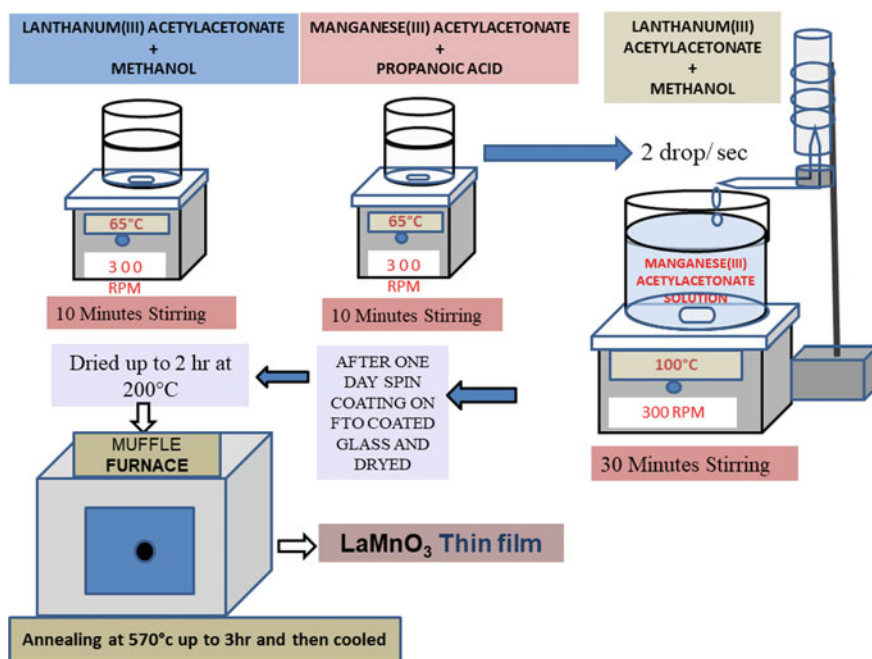 LANTHANUM(III) ACETYLACETONATE
+
METHANOL
MANGANESE(III) ACETYLACETONATE
+
PROPANOIC ACID
LANTHANUM(III)
ACETYLACETONATE
+
METHANOL
2 drop/ sec
65°C
300
RPM
10 Minutes Stirring
65°C
300
RPM
10 Minutes Stirring
MANGANESE(III)
ACETYLACETONATE
SOLUTION
100°C
300 RPM
30 Minutes Stirring
AFTER ONE
DAY SPIN
COATING ON
FTO COATED
GLASS AND
DRYED
Dried up to 2 hr at
200°C
MUFFLE
FURNACE
LaMnO₃ Thin film
Annealing at 570°c up to 3hr and then cooled